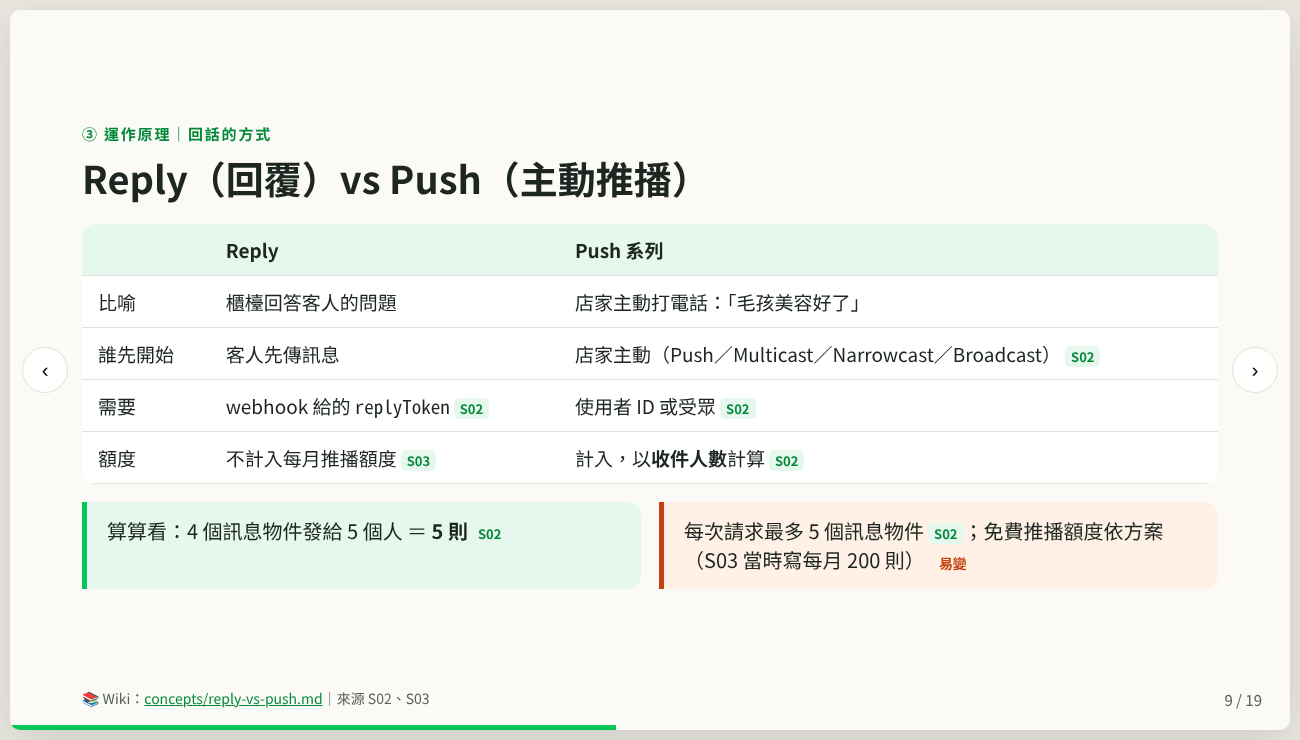 ③ 運作原理｜回話的方式
Reply（回覆）vs Push（主動推播）
Reply Push 系列
比喻 櫃檯回答客人的問題 店家主動打電話：「毛孩美容好了」
誰先開始 客人先傳訊息 店家主動（Push／Multicast／Narrowcast／Broadcast） S02
需要 webhook 給的 replyToken S02 使用者 ID 或受眾 S02
額度 不計入每月推播額度 S03 計入，以收件人數計算 S02
算算看：4 個訊息物件發給 5 個人 ＝ 5 則 S02
每次請求最多 5 個訊息物件 S02 ；免費推播額度依方案
（S03 當時寫每月 200 則） 易變
‹
›
📚 Wiki：concepts/reply-vs-push.md｜來源 S02、S03
9 / 19